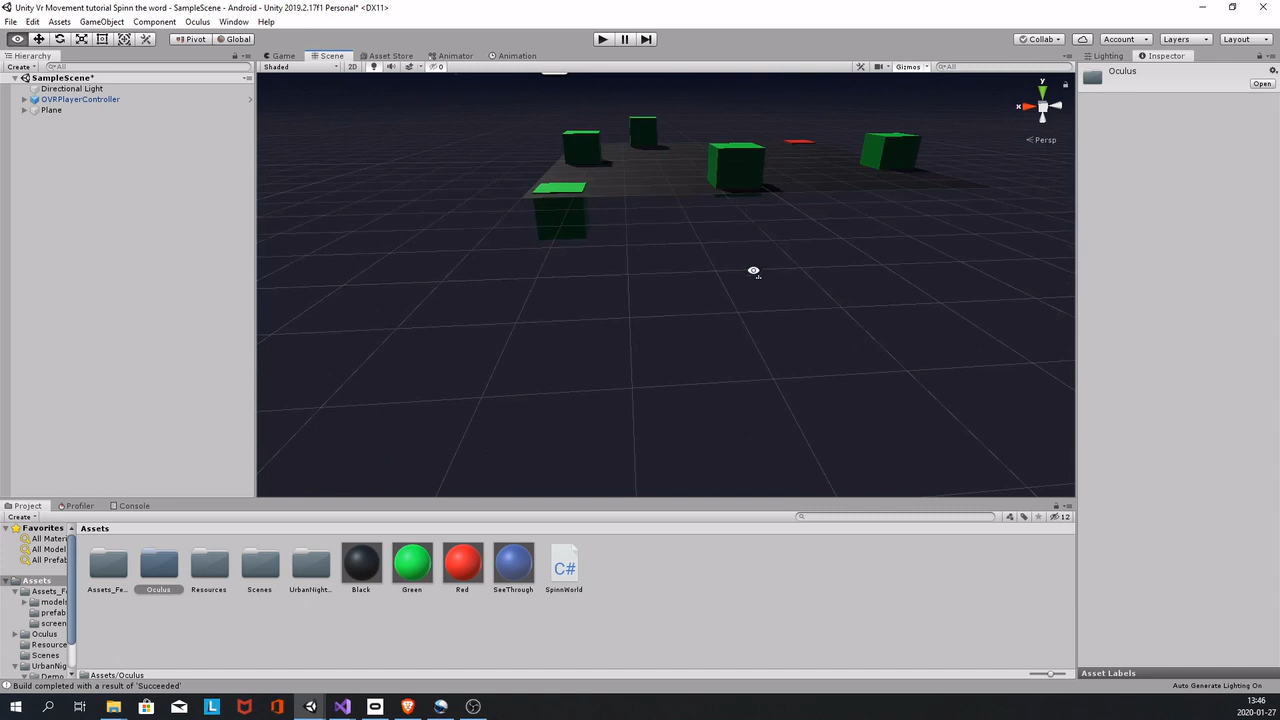 Unity Vr Movement tutorial Spinn the word - SampleScene - Android - Unity 2019.2.17f1 Personal* <DX11>
File Edit Assets GameObject Component Oculus Window Help
Pivot Global Collab Account Layers Layout
Hierarchy Game Scene Asset Store Animator Animation Lighting Inspector
Create All Shaded 2D 0 Gizmos All
SampleScene*
Directional Light
OVRPlayerController
Plane
Oculus
Open
y
x
Persp
Project Profiler Console
Create 12
Favorites
All Materi
All Model
All Prefab
Assets
Assets_F
models
prefab
screen
Oculus
Resource
Scenes
UrbanNig
Demo
Assets
Assets_Fe... Oculus Resources Scenes UrbanNight... Black Green Red SeeThrough SpinnWorld
C#
Assets/Oculus
Asset Labels
Build completed with a result of 'Succeeded'
Auto Generate Lighting On
L
13:46
2020-01-27